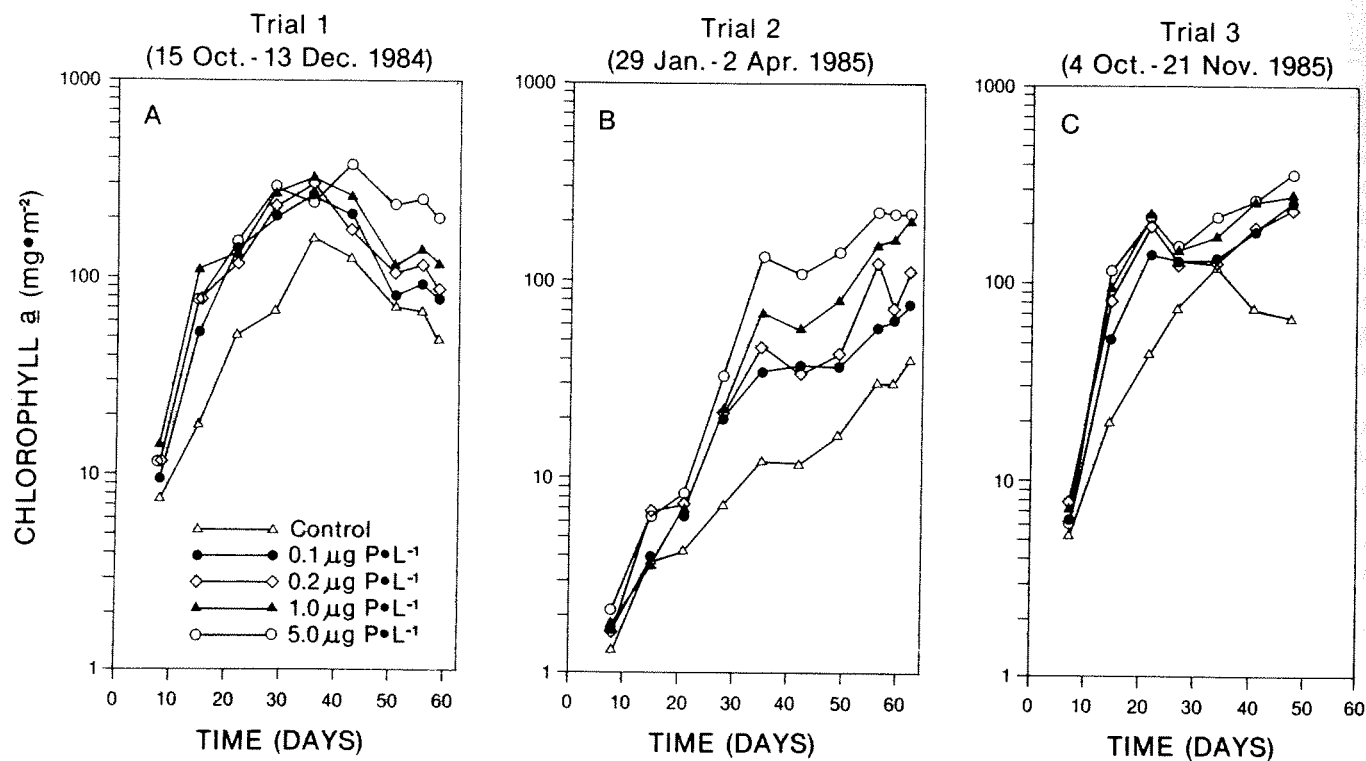 Trial 1
(15 Oct.-13 Dec. 1984)
Trial 2
(29 Jan.-2 Apr. 1985)
Trial 3
(4 Oct.-21 Nov. 1985)
CHLOROPHYLL a (mg•m⁻²)
1000
100
10
1
A
Control
0.1 µg P•L⁻¹
0.2 µg P•L⁻¹
1.0 µg P•L⁻¹
5.0 µg P•L⁻¹
0 10 20 30 40 50 60
TIME (DAYS)
1000
100
10
1
B
0 10 20 30 40 50 60
TIME (DAYS)
1000
100
10
1
C
0 10 20 30 40 50 60
TIME (DAYS)